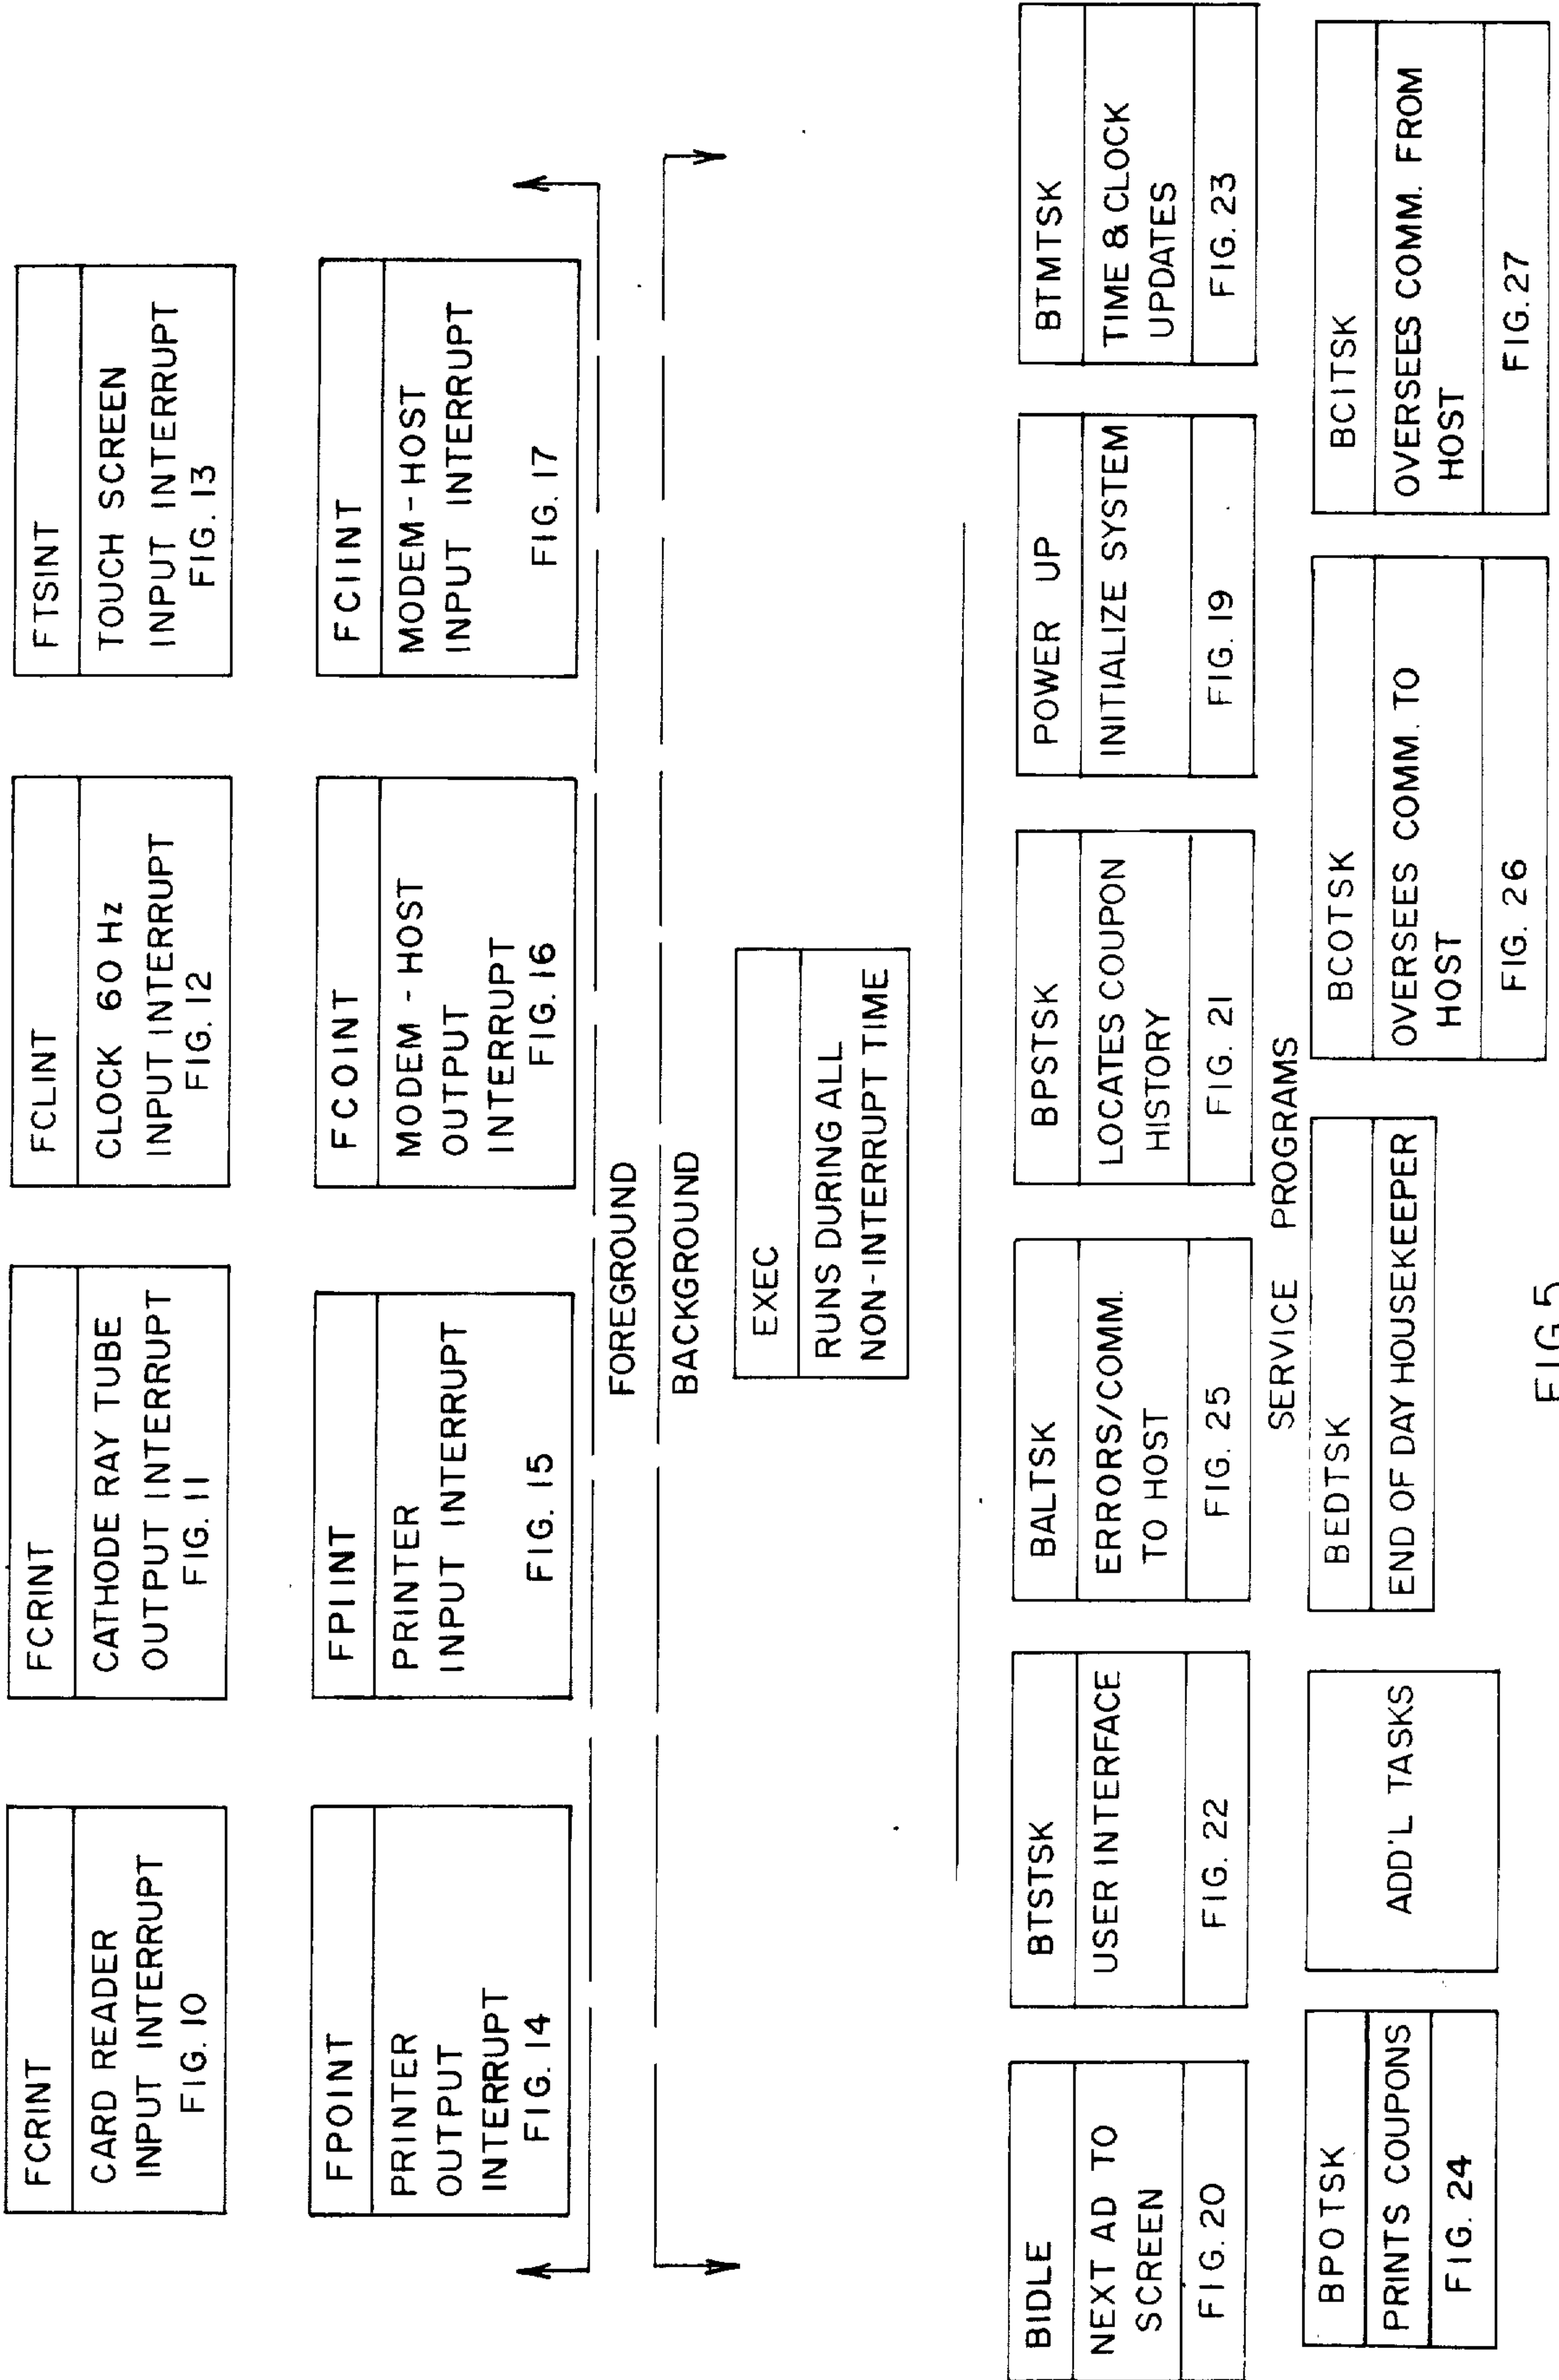 FCRINT
CARD READER
INPUT INTERRUPT
FIG. 10
FCRINT
CATHODE RAY TUBE
OUTPUT INTERRUPT
FIG. 11
FCLINT
CLOCK 60 Hz
INPUT INTERRUPT
FIG. 12
FTSINT
TOUCH SCREEN
INPUT INTERRUPT
FIG. 13
FPOINT
PRINTER
OUTPUT
INTERRUPT
FIG. 14
FPIINT
PRINTER
INPUT INTERRUPT
FIG. 15
FCOINT
MODEM - HOST
OUTPUT
INTERRUPT
FIG. 16
FCIINT
MODEM-HOST
INPUT INTERRUPT
FIG. 17
FOREGROUND
BACKGROUND
EXEC
RUNS DURING ALL
NON-INTERRUPT TIME
BIDLE
NEXT AD TO
SCREEN
FIG. 20
BTSTSK
USER INTERFACE
FIG. 22
BALTSK
ERRORS/COMM.
TO HOST
FIG. 25
BPSTSK
LOCATES COUPON
HISTORY
FIG. 21
POWER UP
INITIALIZE SYSTEM
FIG. 19
BTMTSK
TIME & CLOCK
UPDATES
FIG. 23
SERVICE PROGRAMS
BPOTSK
PRINTS COUPONS
FIG. 24
ADD'L TASKS
BEDTSK
END OF DAY HOUSEKEEPER
BCOTSK
OVERSEES COMM. TO
HOST
FIG. 26
BCITSK
OVERSEES COMM. FROM
HOST
FIG. 27
FIG. 5